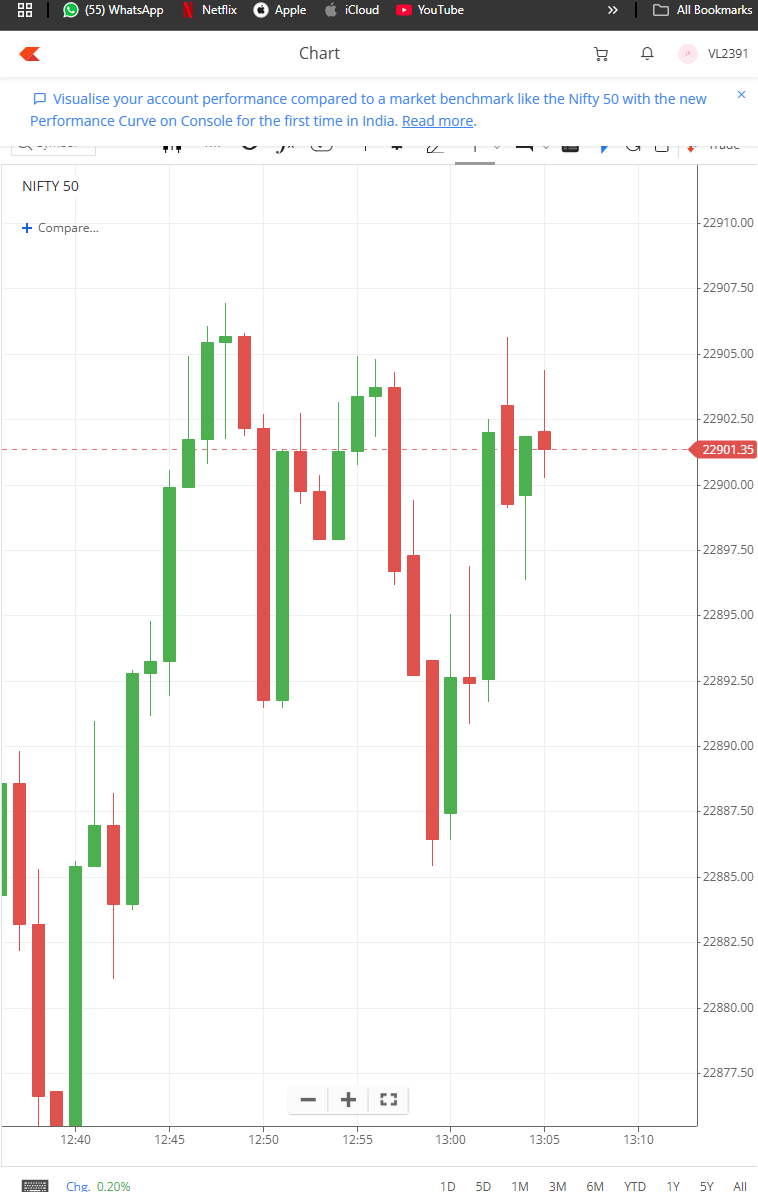 (55) WhatsApp Netflix Apple iCloud YouTube » All Bookmarks
Chart VL2391
Visualise your account performance compared to a market benchmark like the Nifty 50 with the new
Performance Curve on Console for the first time in India. Read more.
NIFTY 50
+ Compare...
22910.00
22907.50
22905.00
22902.50
22901.35
22900.00
22897.50
22895.00
22892.50
22890.00
22887.50
22885.00
22882.50
22880.00
22877.50
12:40 12:45 12:50 12:55 13:00 13:05 13:10
Chg. 0.20% 1D 5D 1M 3M 6M YTD 1Y 5Y All